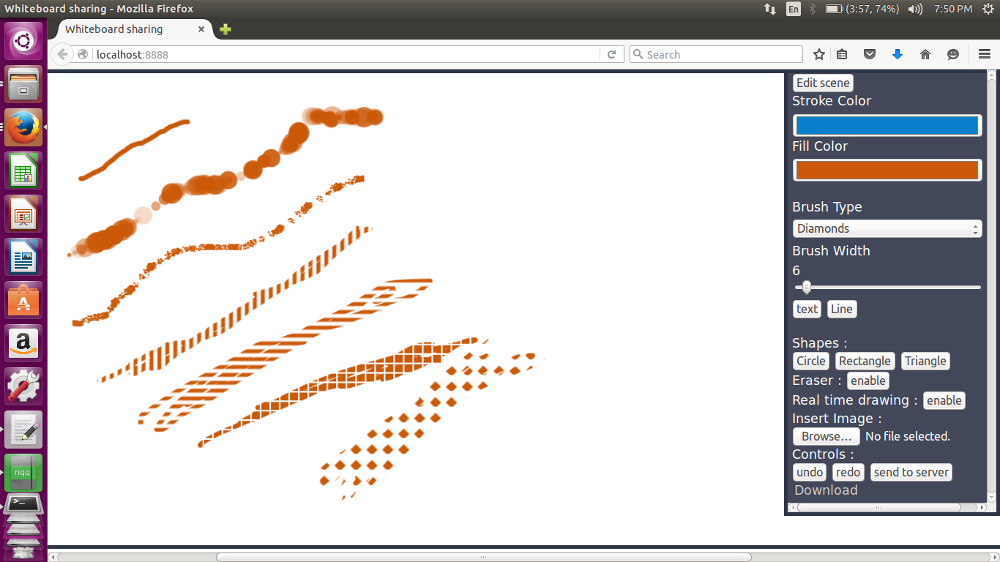 Whiteboard sharing - Mozilla Firefox
En
(3:57, 74%)
7:50 PM
Whiteboard sharing
localhost:8888
Search
Edit scene
Stroke Color
Fill Color
Brush Type
Diamonds
Brush Width
6
text Line
Shapes :
Circle Rectangle Triangle
Eraser : enable
Real time drawing : enable
Insert Image :
Browse... No file selected.
Controls :
undo redo send to server
Download
nqq